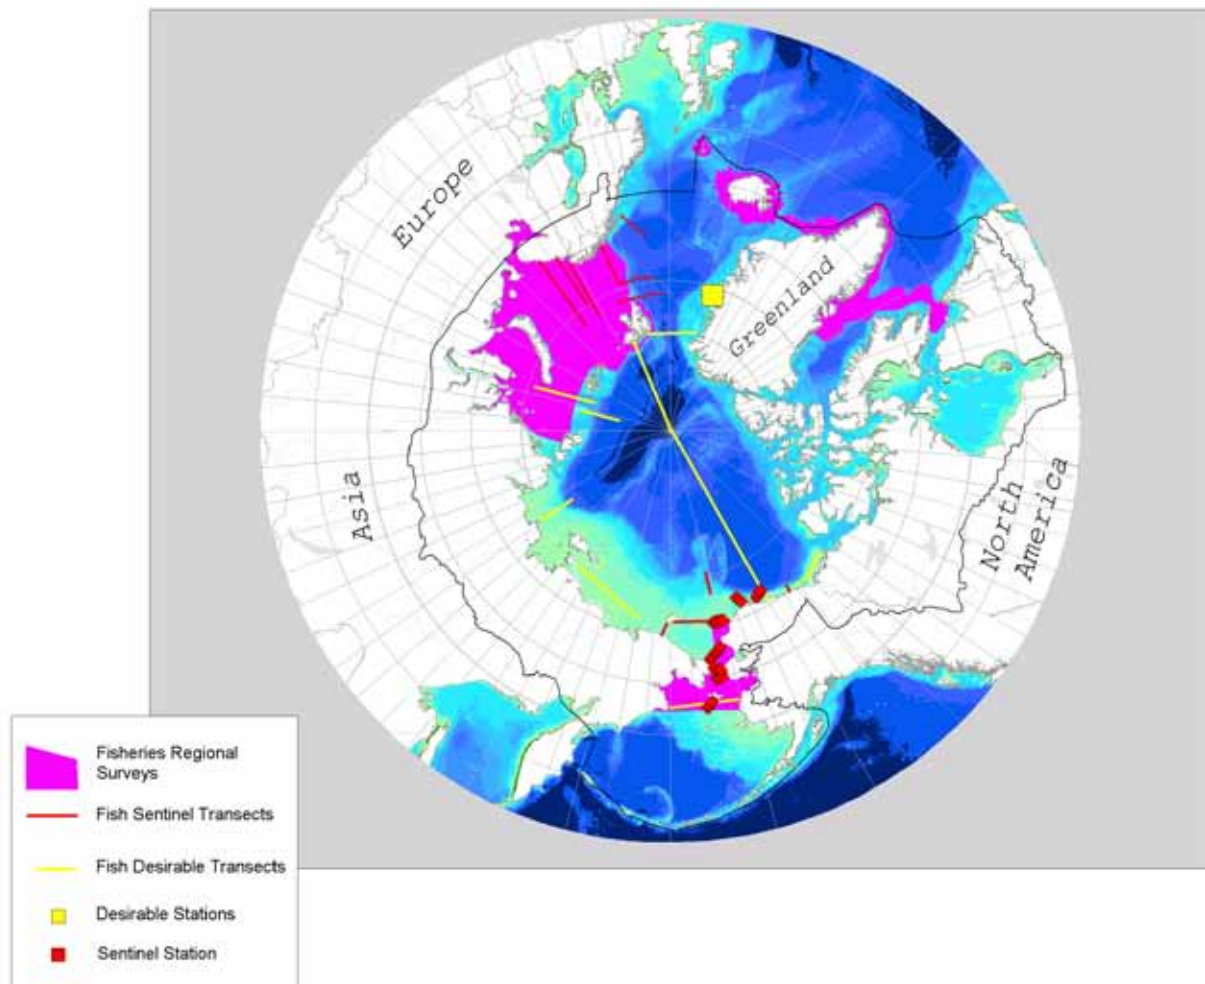 Europe
Greenland
Asia
North
America
Fisheries Regional
Surveys
Fish Sentinel Transects
Fish Desirable Transects
Desirable Stations
Sentinel Station